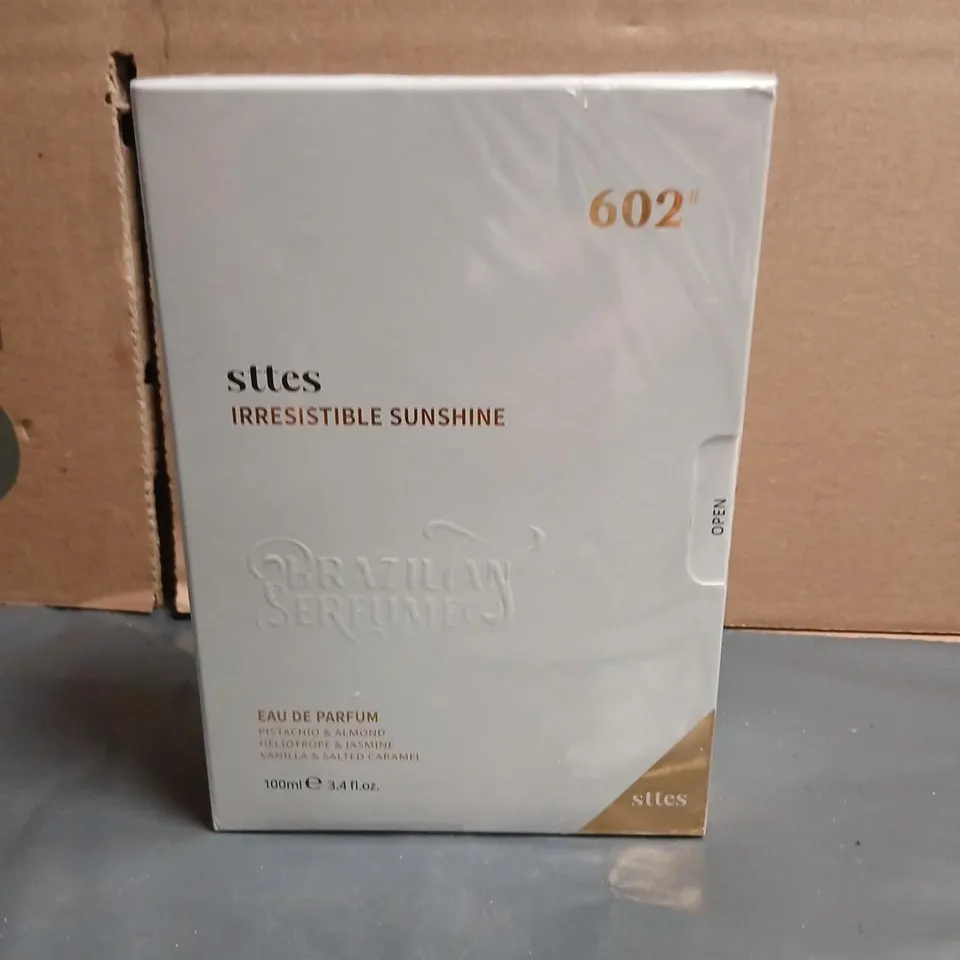 602#
sttes
IRRESISTIBLE SUNSHINE
OPEN
BRAZILIAN
PERFUME
EAU DE PARFUM
PISTACHIO & ALMOND
HELIOTROPE & JASMINE
VANILLA & SALTED CARAMEL
100ml ℮ 3.4 fl.oz.
sttes